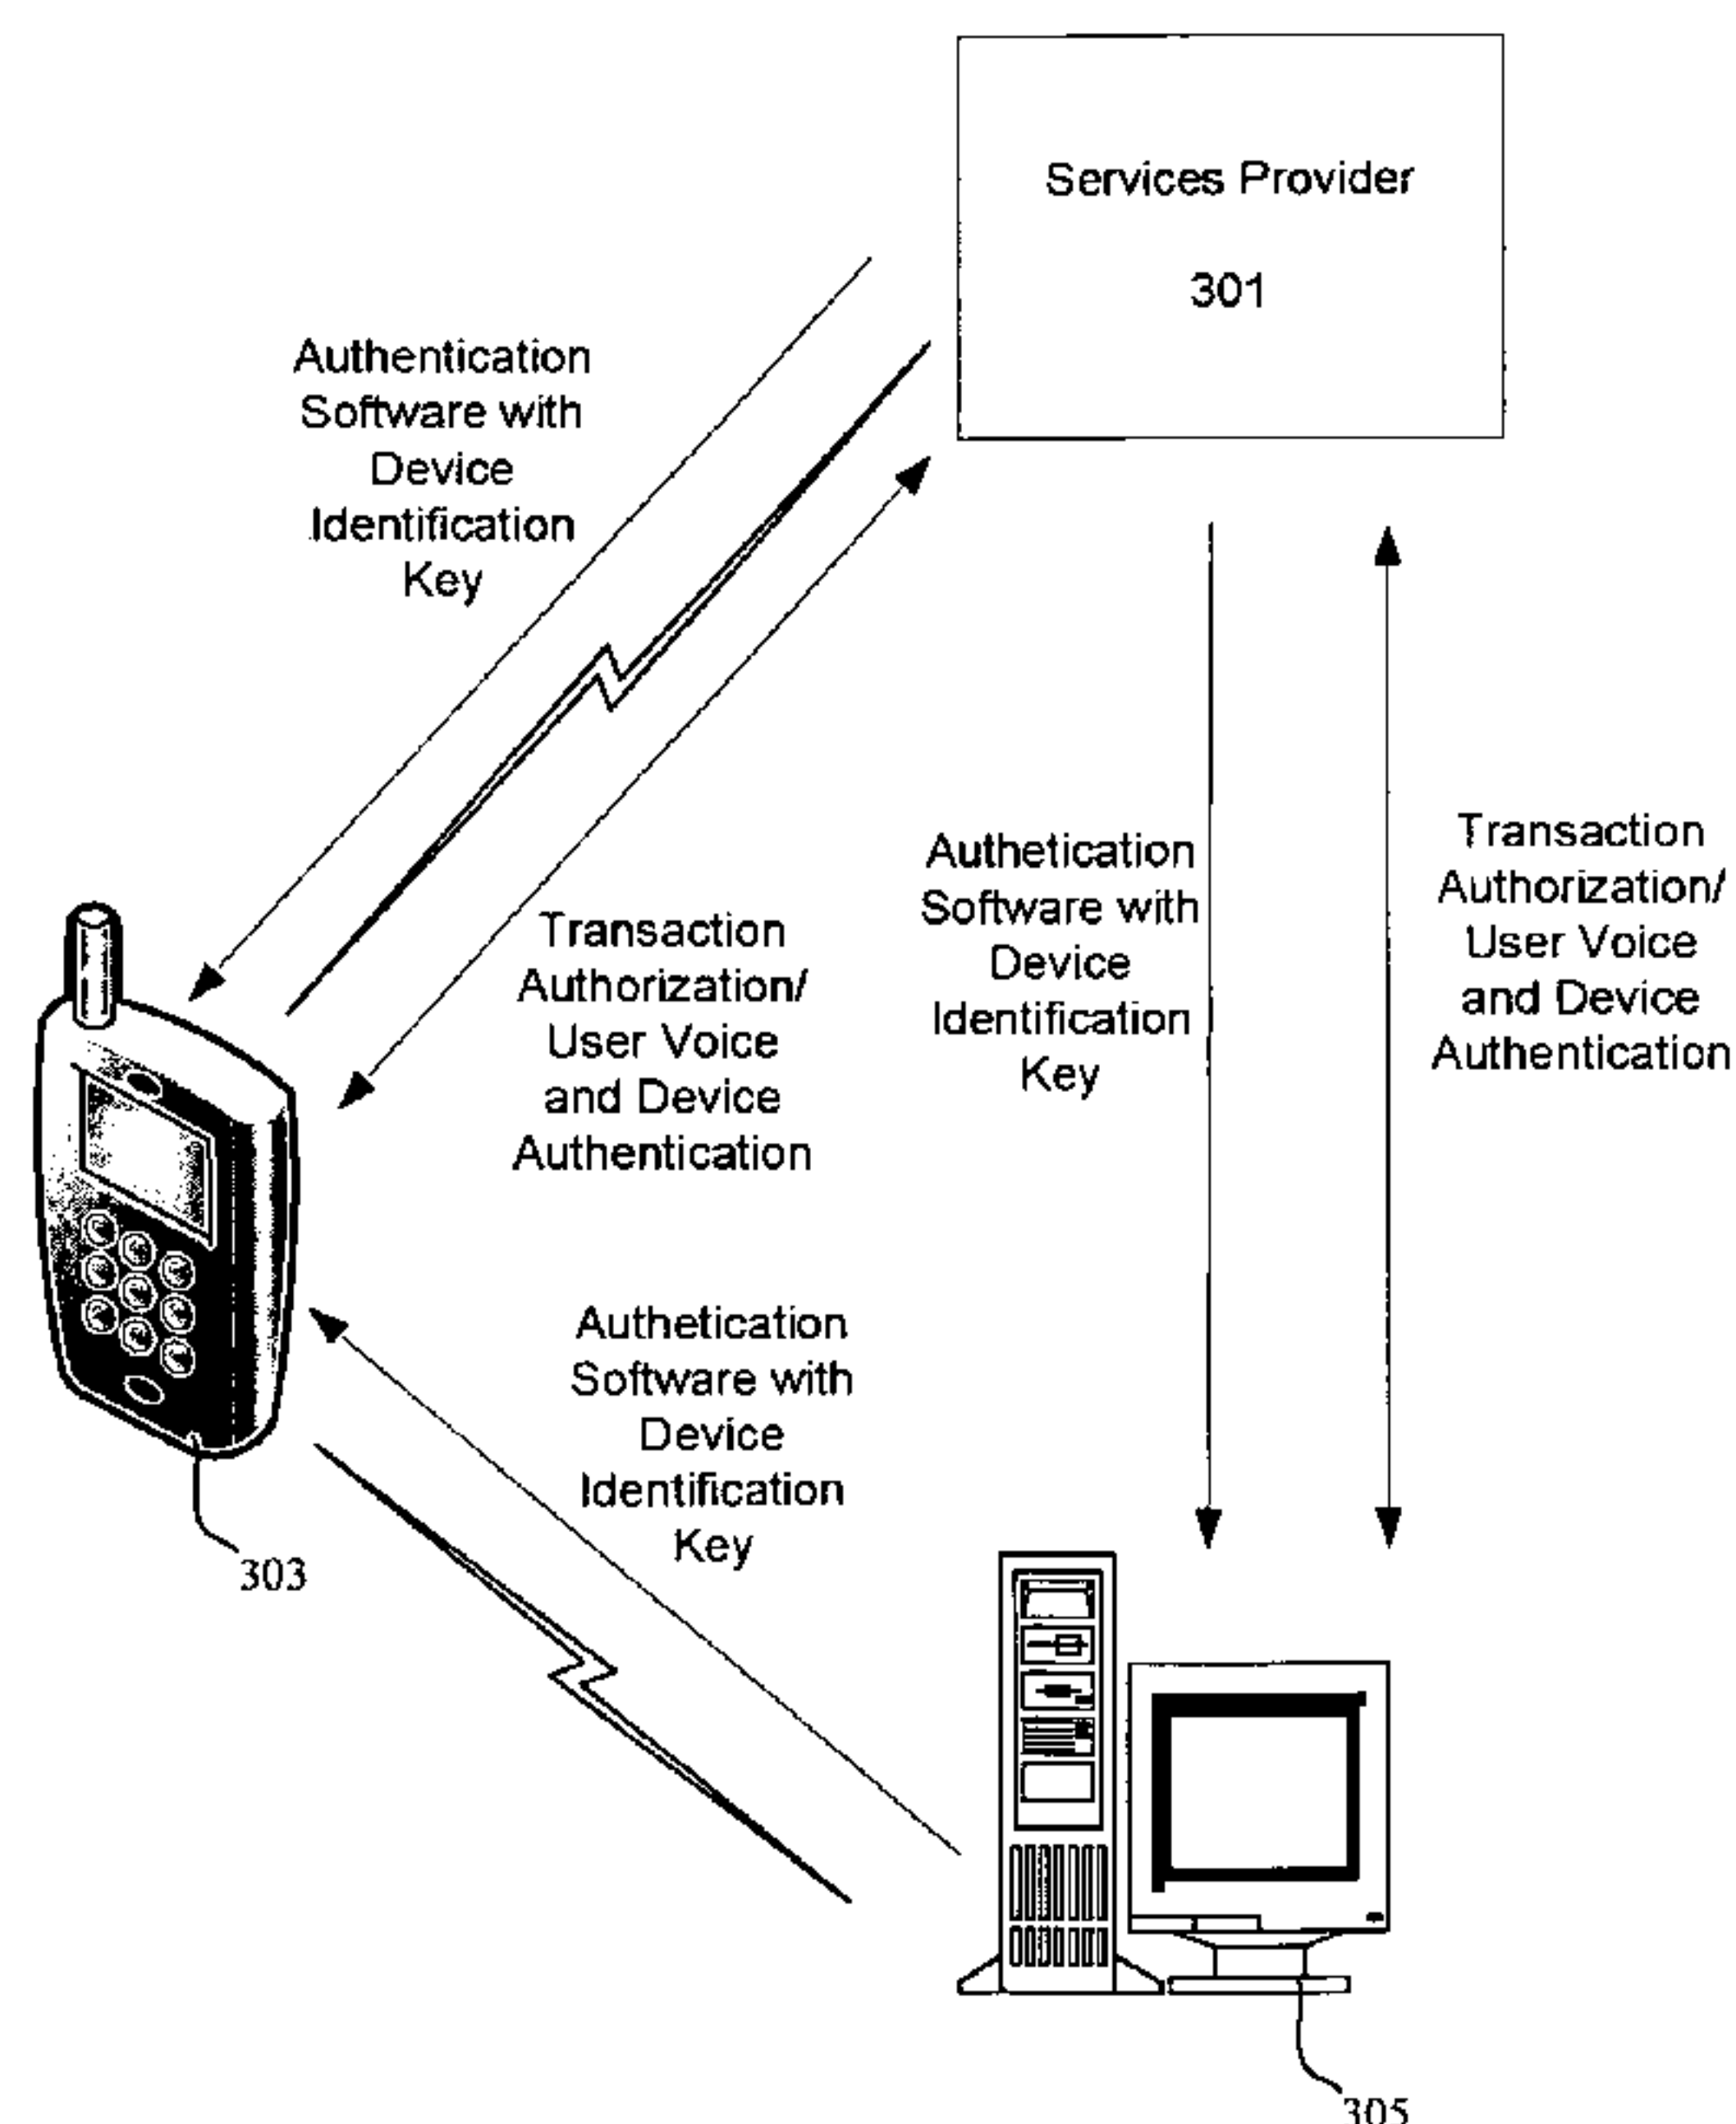 Services Provider
301
Authentication
Software with
Device
Identification
Key
Transaction
Authorization/
User Voice
and Device
Authentication
Authetication
Software with
Device
Identification
Key
Transaction
Authorization/
User Voice
and Device
Authentication
Authetication
Software with
Device
Identification
Key
303
305